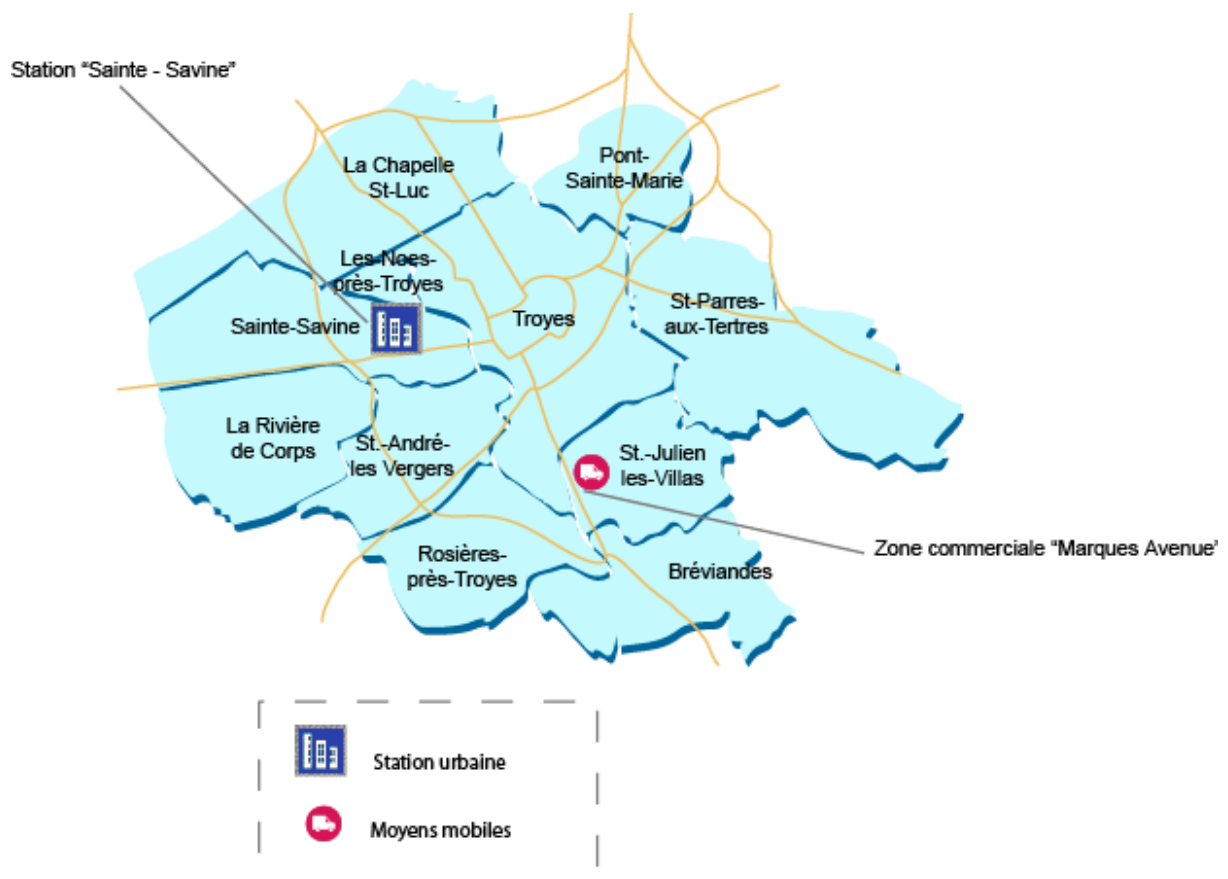 Station “Sainte - Savine”
La Chapelle
St-Luc
Pont-
Sainte-Marie
Les-Noes-
près-Troyes
Sainte-Savine
Troyes
St-Parres-
aux-Tertres
La Rivière
de Corps
St.-André-
les Vergers
St.-Julien
les-Villas
Rosières-
près-Troyes
Bréviandes
Zone commerciale “Marques Avenue”
Station urbaine
Moyens mobiles